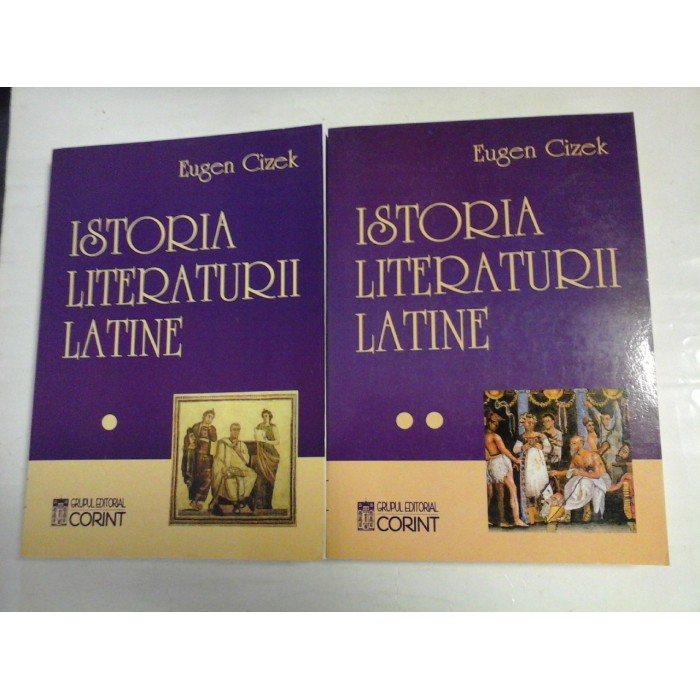 Eugen Cizek
ISTORIA
LITERATURII
LATINE
GRUPUL EDITORIAL
CORINT
Eugen Cizek
ISTORIA
LITERATURII
LATINE
GRUPUL EDITORIAL
CORINT